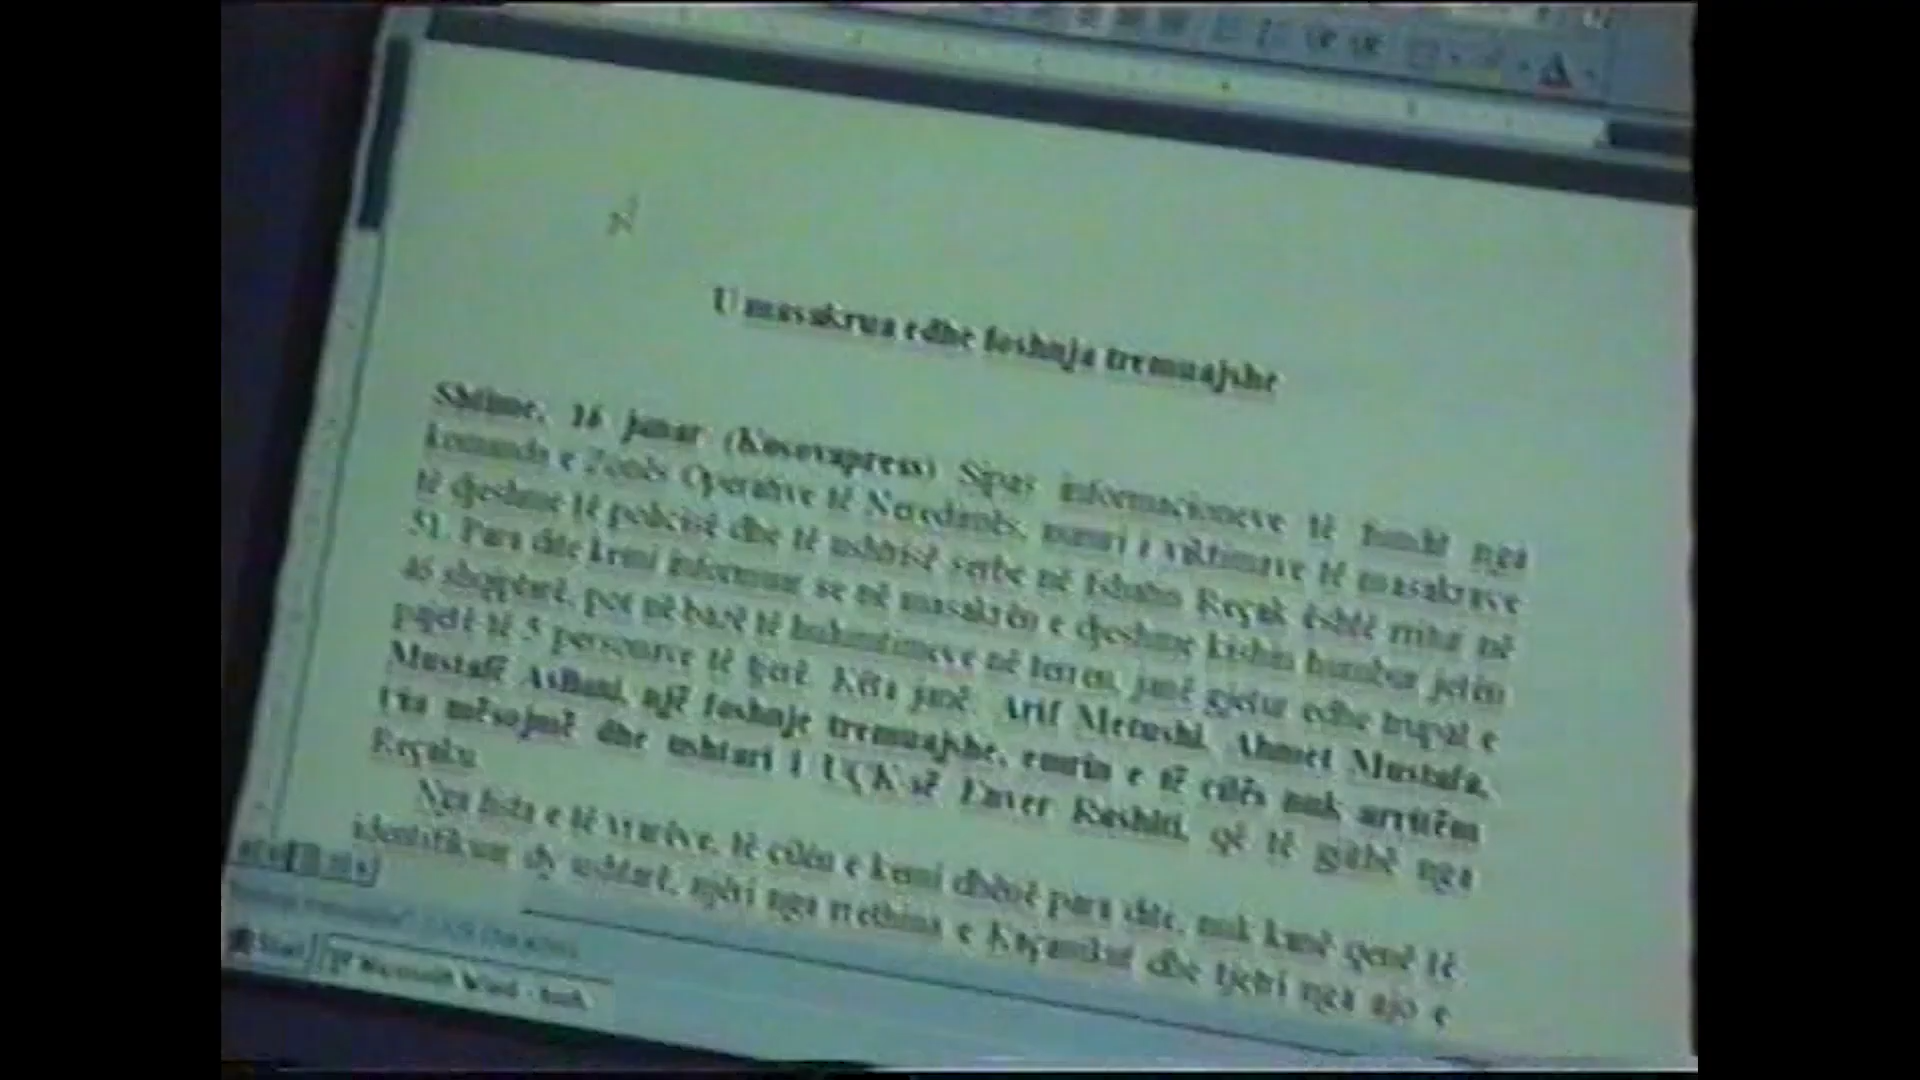 U masakrua edhe foshnja tremuajshe
Shtime, 16 janar (Kosovapress) Sipas informacioneve të fundit nga
komanda e Zonës Operative të Nerodimës, numri i viktimave të masakrave
të djeshme të policisë dhe të ushtrisë serbe në fshatin Reçak është rritur në
51. Para dite kemi informuar se në masakrën e djeshme kishin humbur jetën
46 shqiptarë, por në bazë të hulumtimeve në terren, janë gjetur edhe trupat e
pajetë të 5 personave të tjerë. Këta janë: Arif Metushi, Ahmet Mustafa,
Mustafë Asllani, një foshnje tremuajshe, emrin e të cilës nuk arritëm
t'ia mësojmë dhe ushtari i UÇK-së Enver Rashiti, që të gjithë nga
Reçaku.
Nga lista e të vrarëve, të cilën e kemi dhënë para dite, nuk kanë qenë të
identifikuar dy ushtarë, njëri nga rrethina e Kaçanikut dhe tjetri nga ajo e
Start
Microsoft Word -